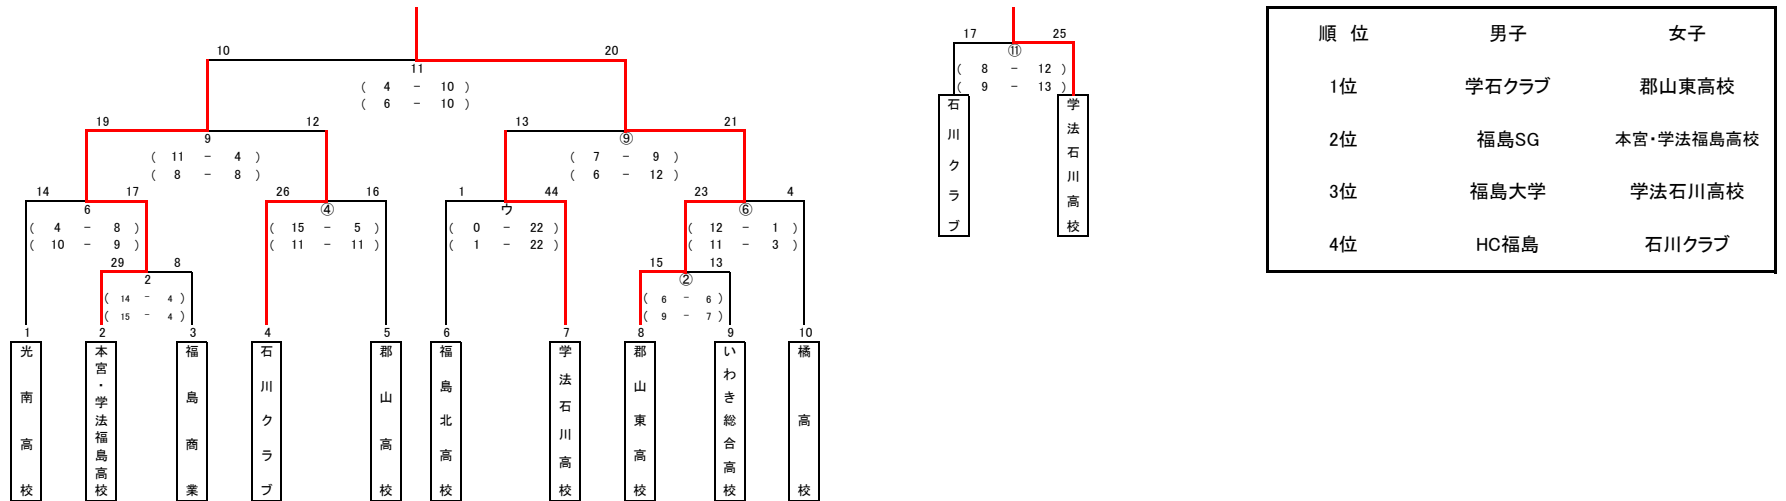 10 20
11
( 4 - 10 )
( 6 - 10 )
19 12 13 21
9 ⑨
( 11 - 4 ) ( 7 - 9 )
( 8 - 8 ) ( 6 - 12 )
14 17 26 16 1 44 23 4
6 ④ ウ ⑥
( 4 - 8 ) ( 15 - 5 ) ( 0 - 22 ) ( 12 - 1 )
( 10 - 9 ) ( 11 - 11 ) ( 1 - 22 ) ( 11 - 3 )
29 8 15 13
2 ②
( 14 - 4 ) ( 6 - 6 )
( 15 - 4 ) ( 9 - 7 )
1 2 3 4 5 6 7 8 9 10
光南高校
本宮・学法福島高校
福島商業
石川クラブ
郡山高校
福島北高校
学法石川高校
郡山東高校
いわき総合高校
橘高校
17 25
⑪
( 8 - 12 )
( 9 - 13 )
石川クラブ
学法石川高校
順 位 男子 女子
1位 学石クラブ 郡山東高校
2位 福島SG 本宮・学法福島高校
3位 福島大学 学法石川高校
4位 HC福島 石川クラブ